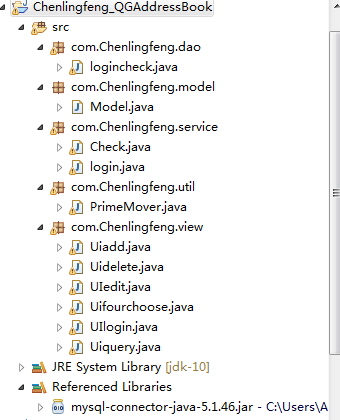 Chenlingfeng_QGAddressBook
src
com.Chenlingfeng.dao
logincheck.java
com.Chenlingfeng.model
Model.java
com.Chenlingfeng.service
Check.java
login.java
com.Chenlingfeng.util
PrimeMover.java
com.Chenlingfeng.view
Uiadd.java
Uidelete.java
UIedit.java
Uifourchoose.java
UIlogin.java
Uiquery.java
JRE System Library [jdk-10]
Referenced Libraries
mysql-connector-java-5.1.46.jar - C:\Users\A